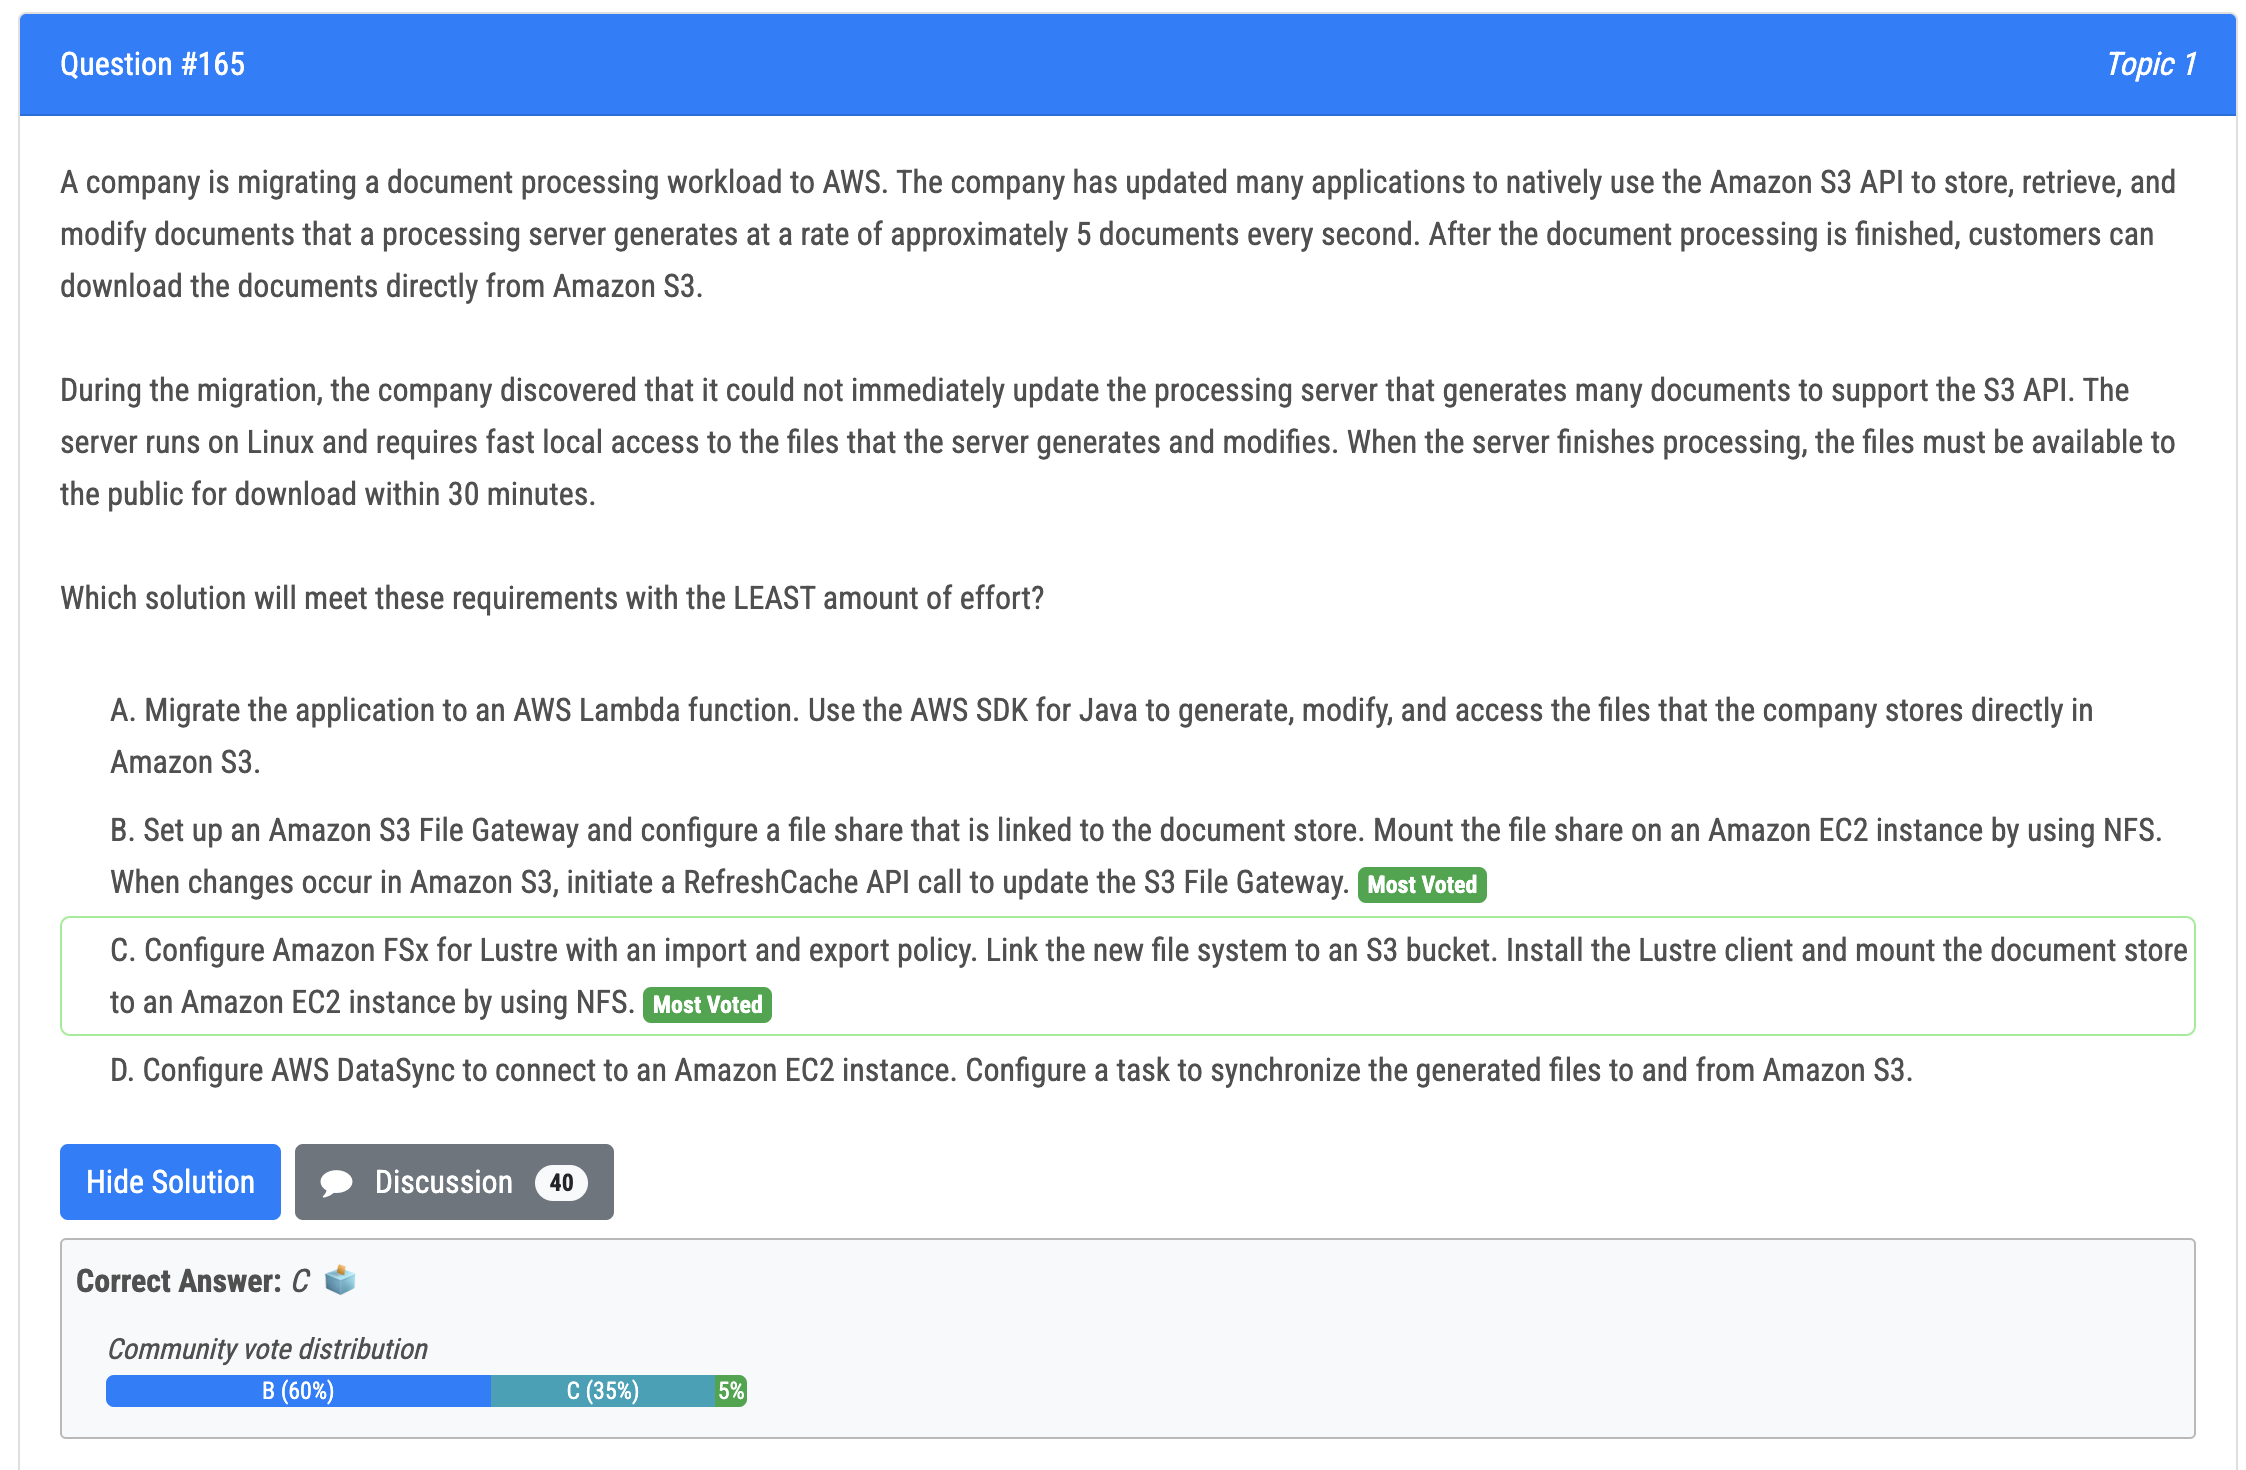 Question #165
Topic 1
A company is migrating a document processing workload to AWS. The company has updated many applications to natively use the Amazon S3 API to store, retrieve, and
modify documents that a processing server generates at a rate of approximately 5 documents every second. After the document processing is finished, customers can
download the documents directly from Amazon S3.
During the migration, the company discovered that it could not immediately update the processing server that generates many documents to support the S3 API. The
server runs on Linux and requires fast local access to the files that the server generates and modifies. When the server finishes processing, the files must be available to
the public for download within 30 minutes.
Which solution will meet these requirements with the LEAST amount of effort?
A. Migrate the application to an AWS Lambda function. Use the AWS SDK for Java to generate, modify, and access the files that the company stores directly in
Amazon S3.
B. Set up an Amazon S3 File Gateway and configure a file share that is linked to the document store. Mount the file share on an Amazon EC2 instance by using NFS.
When changes occur in Amazon S3, initiate a RefreshCache API call to update the S3 File Gateway. Most Voted
C. Configure Amazon FSx for Lustre with an import and export policy. Link the new file system to an S3 bucket. Install the Lustre client and mount the document store
to an Amazon EC2 instance by using NFS. Most Voted
D. Configure AWS DataSync to connect to an Amazon EC2 instance. Configure a task to synchronize the generated files to and from Amazon S3.
Hide Solution
Discussion 40
Correct Answer: C
Community vote distribution
B (60%) C (35%) 5%